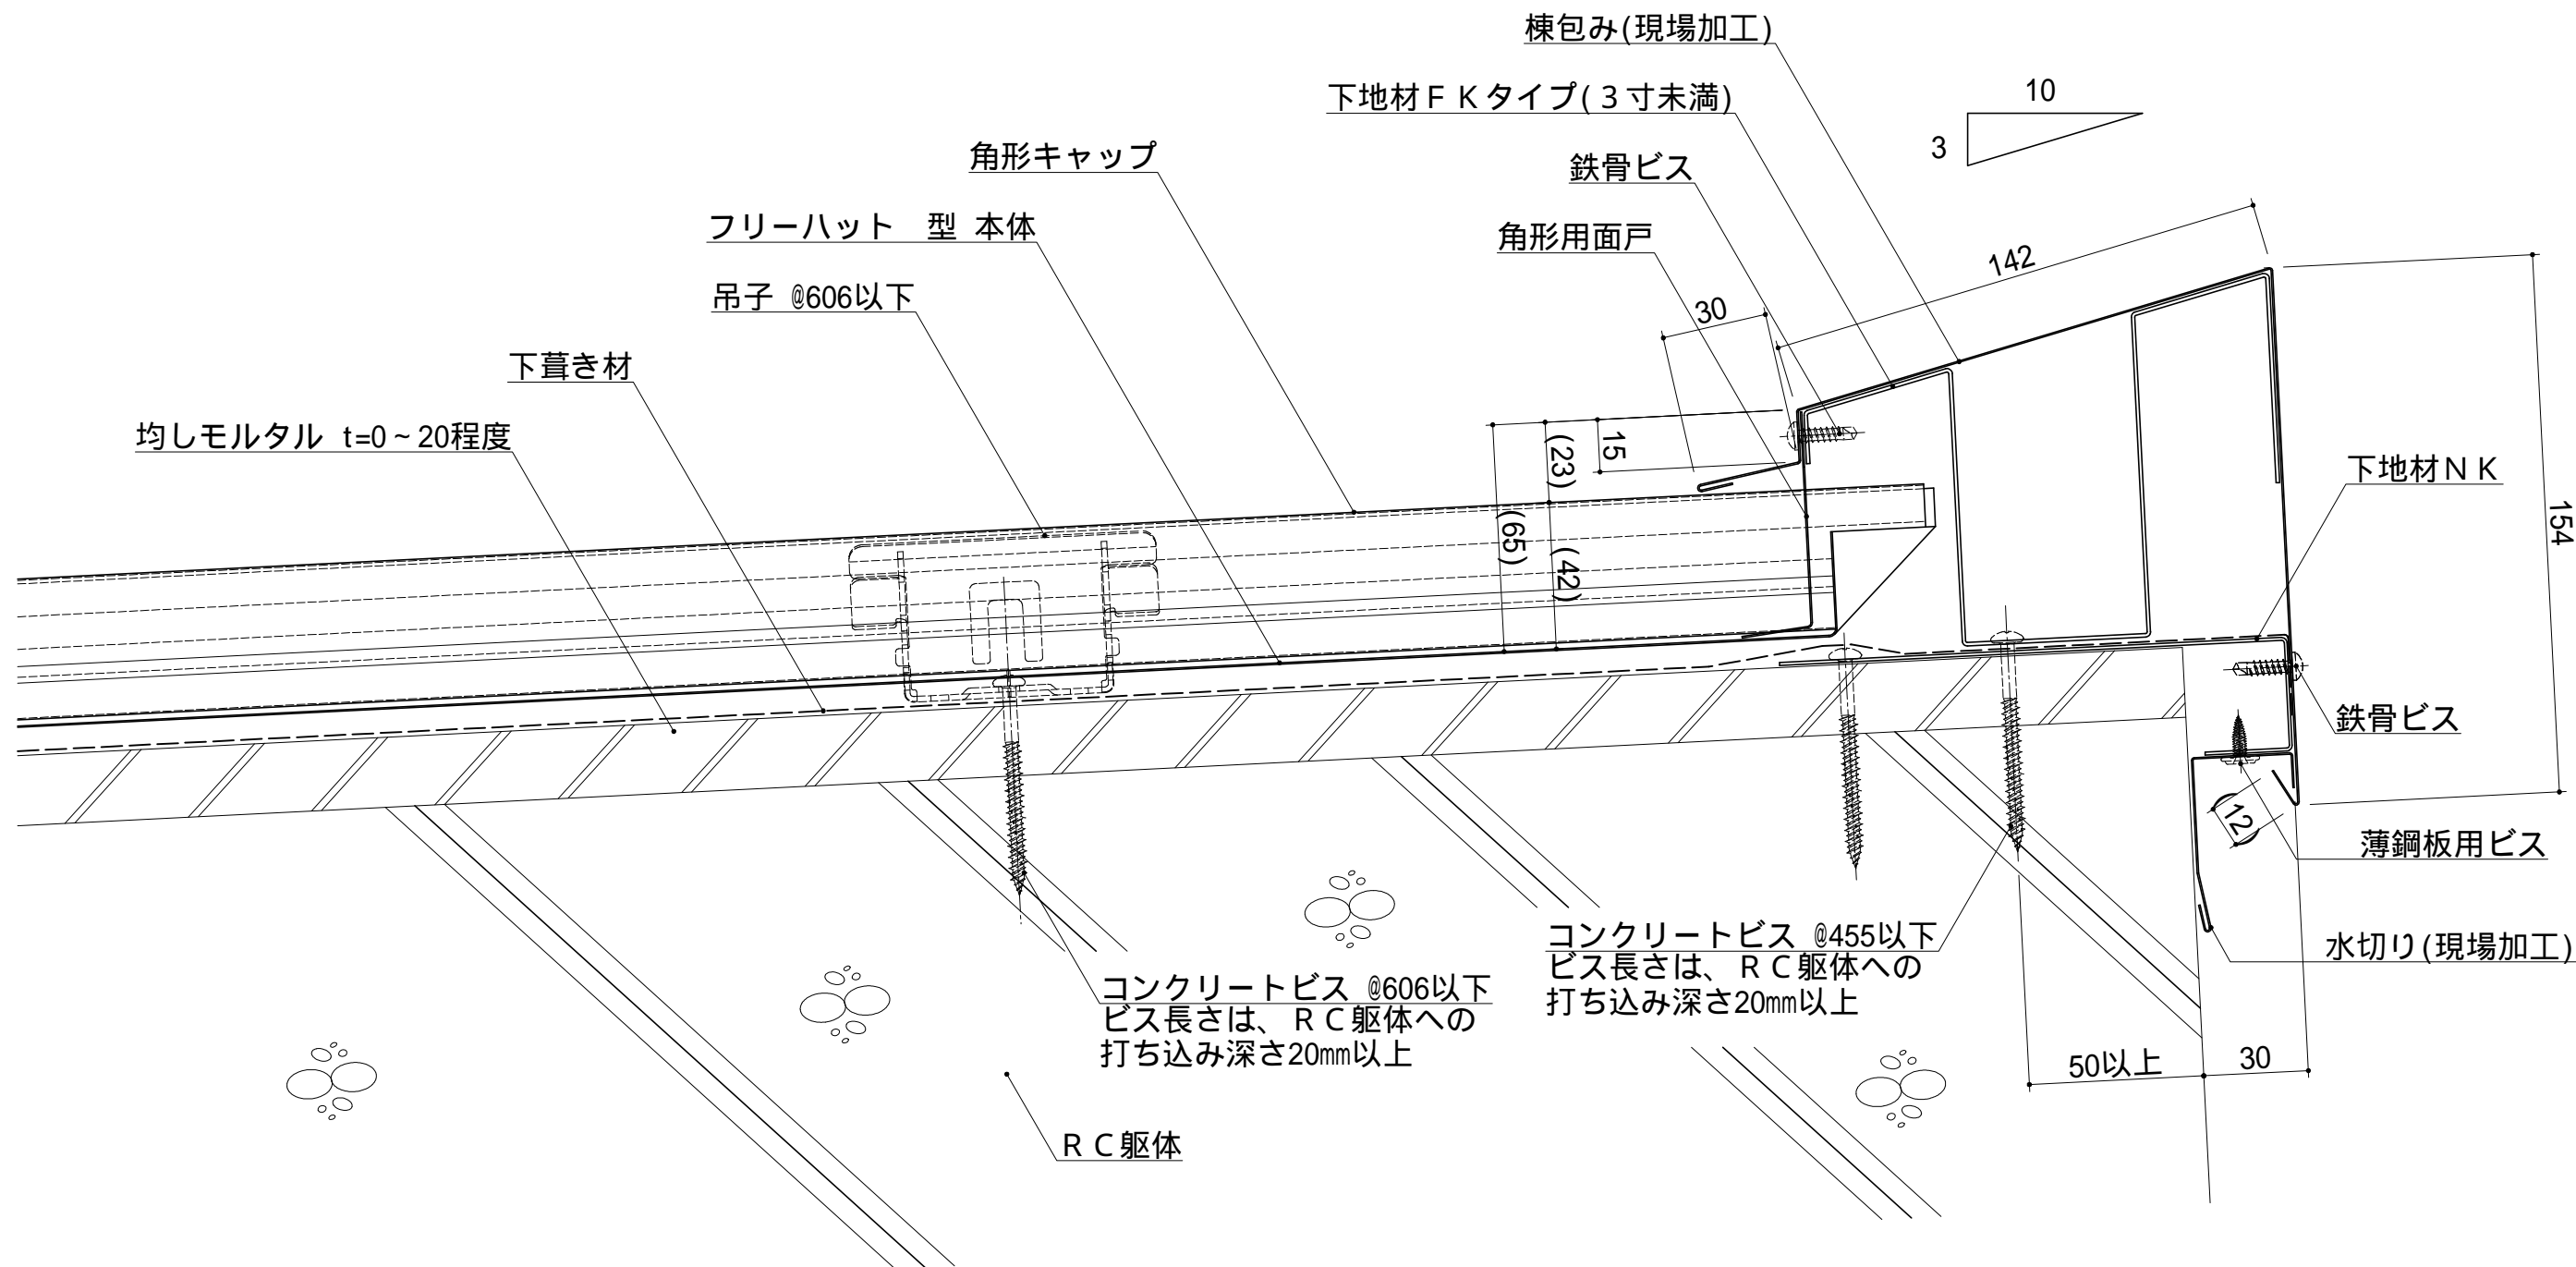 棟包み(現場加工)
下地材FKタイプ(3寸未満)
10
3
角形キャップ
鉄骨ビス
フリーハット 型 本体
角形用面戸
142
30
吊子 @606以下
下葺き材
均しモルタル t=0~20程度
15
(23)
(65)
(42)
下地材NK
154
鉄骨ビス
(12)
薄鋼板用ビス
コンクリートビス @455以下
ビス長さは、RC躯体への
打ち込み深さ20mm以上
水切り(現場加工)
コンクリートビス @606以下
ビス長さは、RC躯体への
打ち込み深さ20mm以上
50以上
30
RC躯体